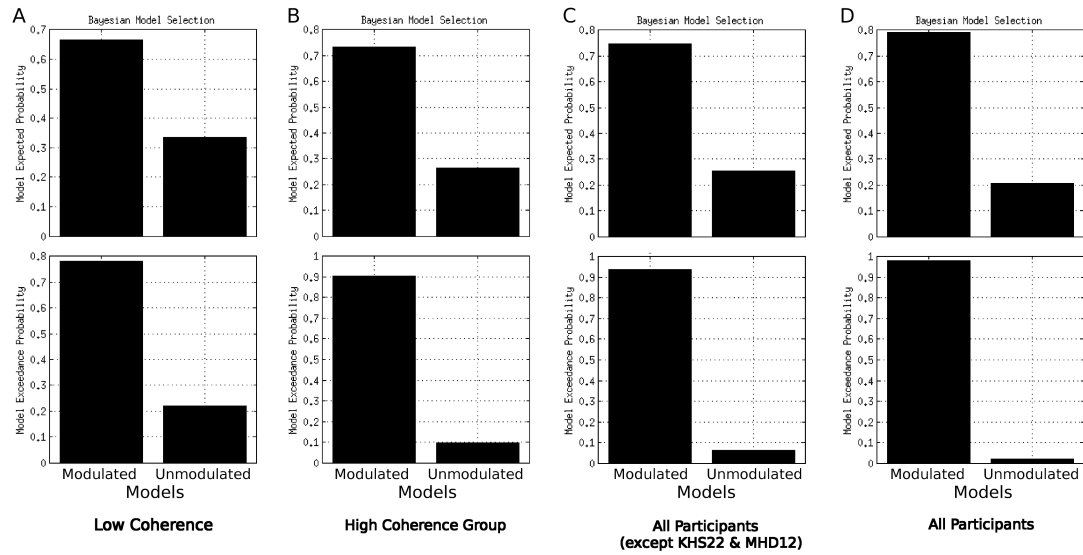 A
Bayesian Model Selection
Model Expected Probability
0.7
0.6
0.5
0.4
0.3
0.2
0.1
0
Model Exceedance Probability
0.8
0.7
0.6
0.5
0.4
0.3
0.2
0.1
0
Modulated Unmodulated
Models
Low Coherence
B
Bayesian Model Selection
Model Expected Probability
0.8
0.7
0.6
0.5
0.4
0.3
0.2
0.1
0
Model Exceedance Probability
1
0.9
0.8
0.7
0.6
0.5
0.4
0.3
0.2
0.1
0
Modulated Unmodulated
Models
High Coherence Group
C
Bayesian Model Selection
Model Expected Probability
0.8
0.7
0.6
0.5
0.4
0.3
0.2
0.1
0
Model Exceedance Probability
1
0.9
0.8
0.7
0.6
0.5
0.4
0.3
0.2
0.1
0
Modulated Unmodulated
Models
All Participants
(except KHS22 & MHD12)
D
Bayesian Model Selection
Model Expected Probability
0.8
0.7
0.6
0.5
0.4
0.3
0.2
0.1
0
Model Exceedance Probability
1
0.9
0.8
0.7
0.6
0.5
0.4
0.3
0.2
0.1
0
Modulated Unmodulated
Models
All Participants